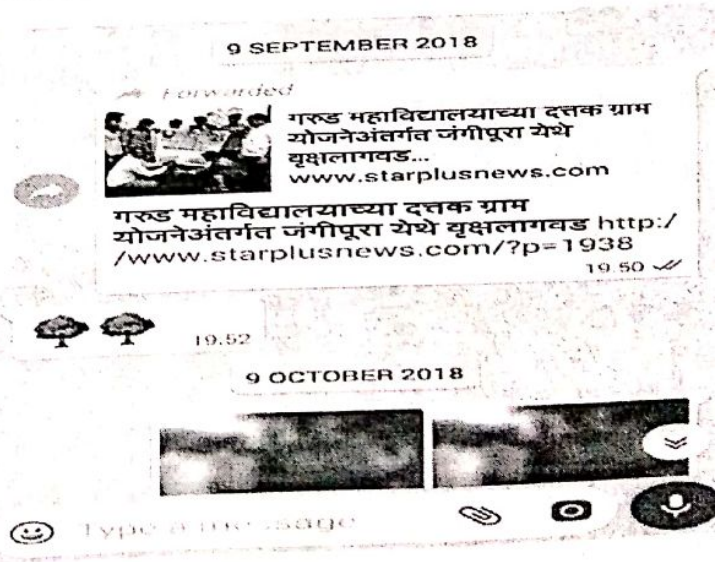 9 SEPTEMBER 2018
Forwarded
गरुड महाविद्यालयाच्या दत्तक ग्राम
योजनेअंतर्गत जंगीपूरा येथे
वृक्षलागवड...
www.starplusnews.com
गरुड महाविद्यालयाच्या दत्तक ग्राम
योजनेअंतर्गत जंगीपूरा येथे वृक्षलागवड http:/
/www.starplusnews.com/?p=1938
19.50
19.52
9 OCTOBER 2018
Type a message